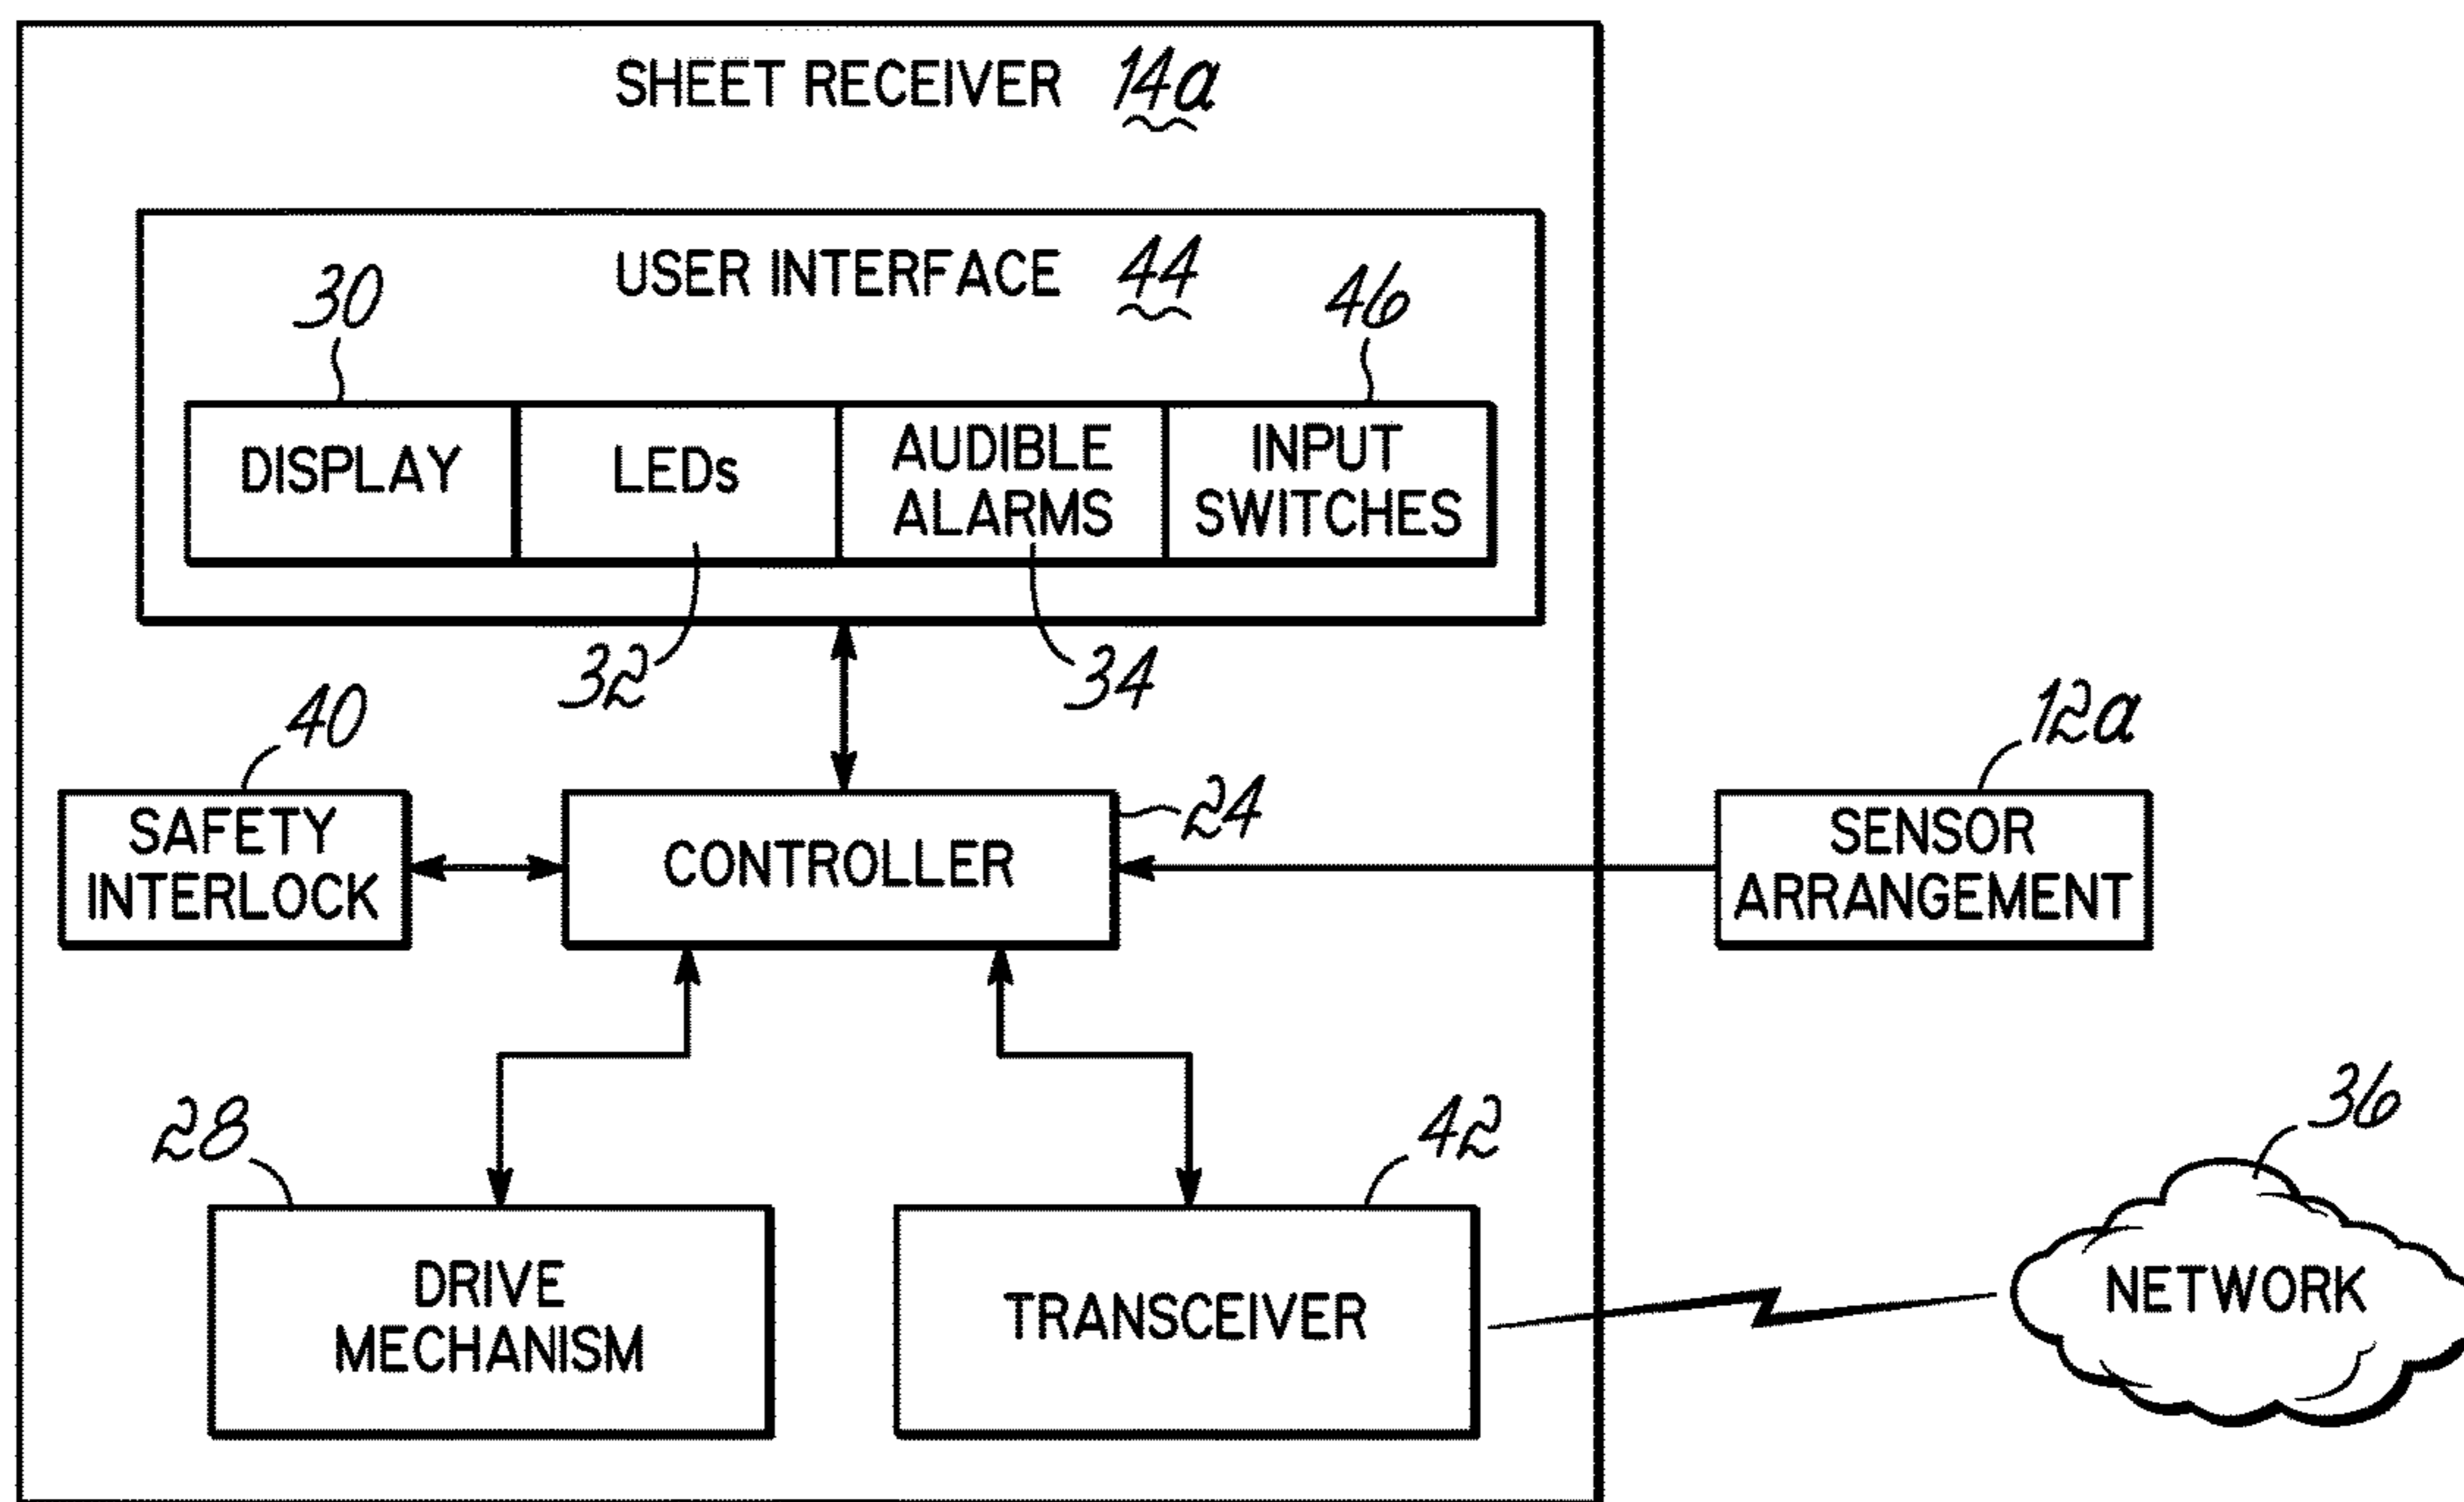 SHEET RECEIVER 14a
USER INTERFACE 44
30
46
DISPLAY
LEDs
AUDIBLE
ALARMS
INPUT
SWITCHES
32
34
40
12a
SAFETY
INTERLOCK
CONTROLLER
24
SENSOR
ARRANGEMENT
28
42
36
DRIVE
MECHANISM
TRANSCEIVER
NETWORK